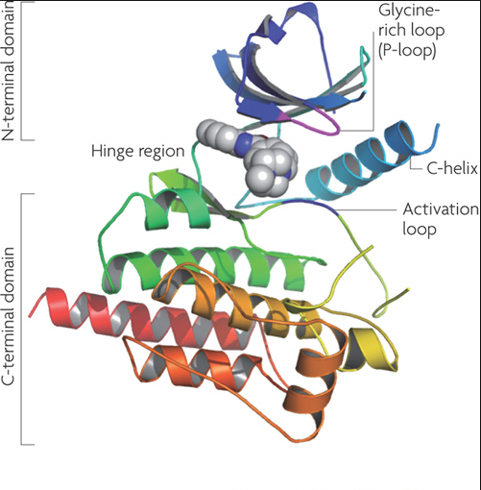 Glycine-
rich loop
(P-loop)
N-terminal domain
Hinge region
C-helix
Activation
loop
C-terminal domain